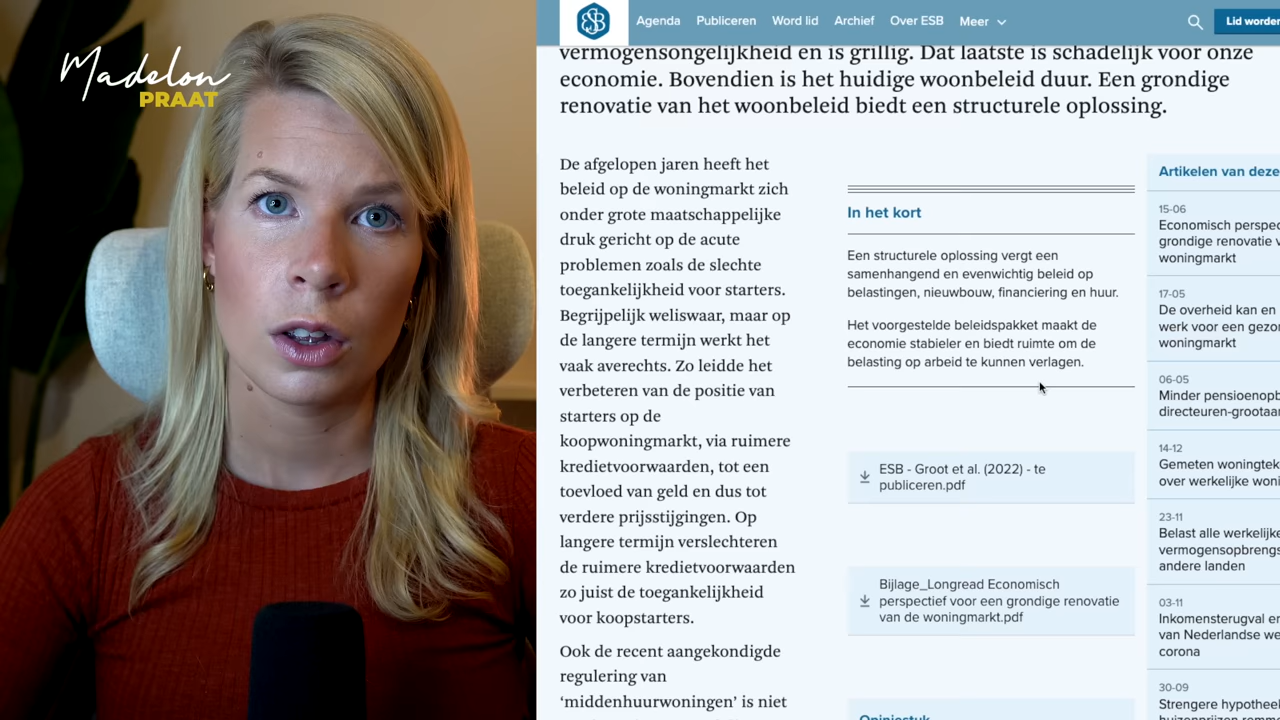 Madelon
PRAAT
ESB
Agenda
Publiceren
Word lid
Archief
Over ESB
Meer
Lid worden
vermogensongelijkheid en is grillig. Dat laatste is schadelijk voor onze
economie. Bovendien is het huidige woonbeleid duur. Een grondige
renovatie van het woonbeleid biedt een structurele oplossing.
De afgelopen jaren heeft het
beleid op de woningmarkt zich
onder grote maatschappelijke
druk gericht op de acute
problemen zoals de slechte
toegankelijkheid voor starters.
Begrijpelijk weliswaar, maar op
de langere termijn werkt het
vaak averechts. Zo leidde het
verbeteren van de positie van
starters op de
koopwoningmarkt, via ruimere
kredietvoorwaarden, tot een
toevloed van geld en dus tot
verdere prijsstijgingen. Op
langere termijn verslechteren
de ruimere kredietvoorwaarden
zo juist de toegankelijkheid
voor koopstarters.
Ook de recent aangekondigde
regulering van
‘middenhuurwoningen’ is niet
In het kort
Een structurele oplossing vergt een
samenhangend en evenwichtig beleid op
belastingen, nieuwbouw, financiering en huur.
Het voorgestelde beleidspakket maakt de
economie stabieler en biedt ruimte om de
belasting op arbeid te kunnen verlagen.
ESB - Groot et al. (2022) - te
publiceren.pdf
Bijlage_Longread Economisch
perspectief voor een grondige renovatie
van de woningmarkt.pdf
Opiniestuk
Artikelen van deze
15-06
Economisch perspec
grondige renovatie v
woningmarkt
17-05
De overheid kan en
werk voor een gezon
woningmarkt
06-05
Minder pensioenopb
directeuren-grootaa
14-12
Gemeten woningtek
over werkelijke woni
23-11
Belast alle werkelijke
vermogensopbrengs
andere landen
03-11
Inkomensterugval en
van Nederlandse we
corona
30-09
Strengere hypothee